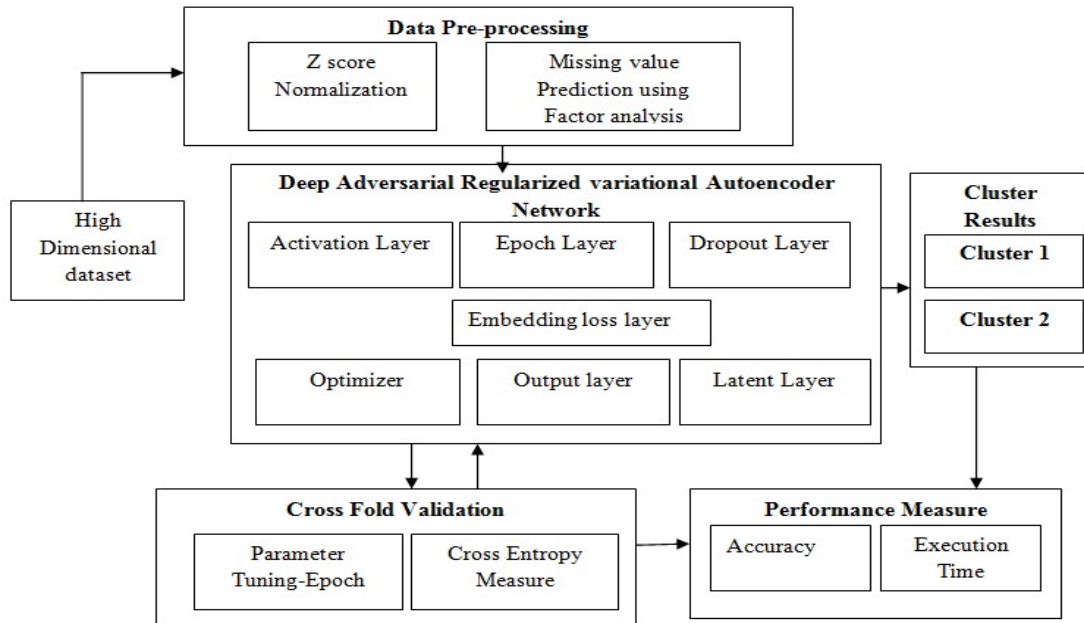 Data Pre-processing
Z score
Normalization
Missing value
Prediction using
Factor analysis
High
Dimensional
dataset
Deep Adversarial Regularized variational Autoencoder
Network
Activation Layer
Epoch Layer
Dropout Layer
Embedding loss layer
Optimizer
Output layer
Latent Layer
Cluster
Results
Cluster 1
Cluster 2
Cross Fold Validation
Parameter
Tuning-Epoch
Cross Entropy
Measure
Performance Measure
Accuracy
Execution
Time